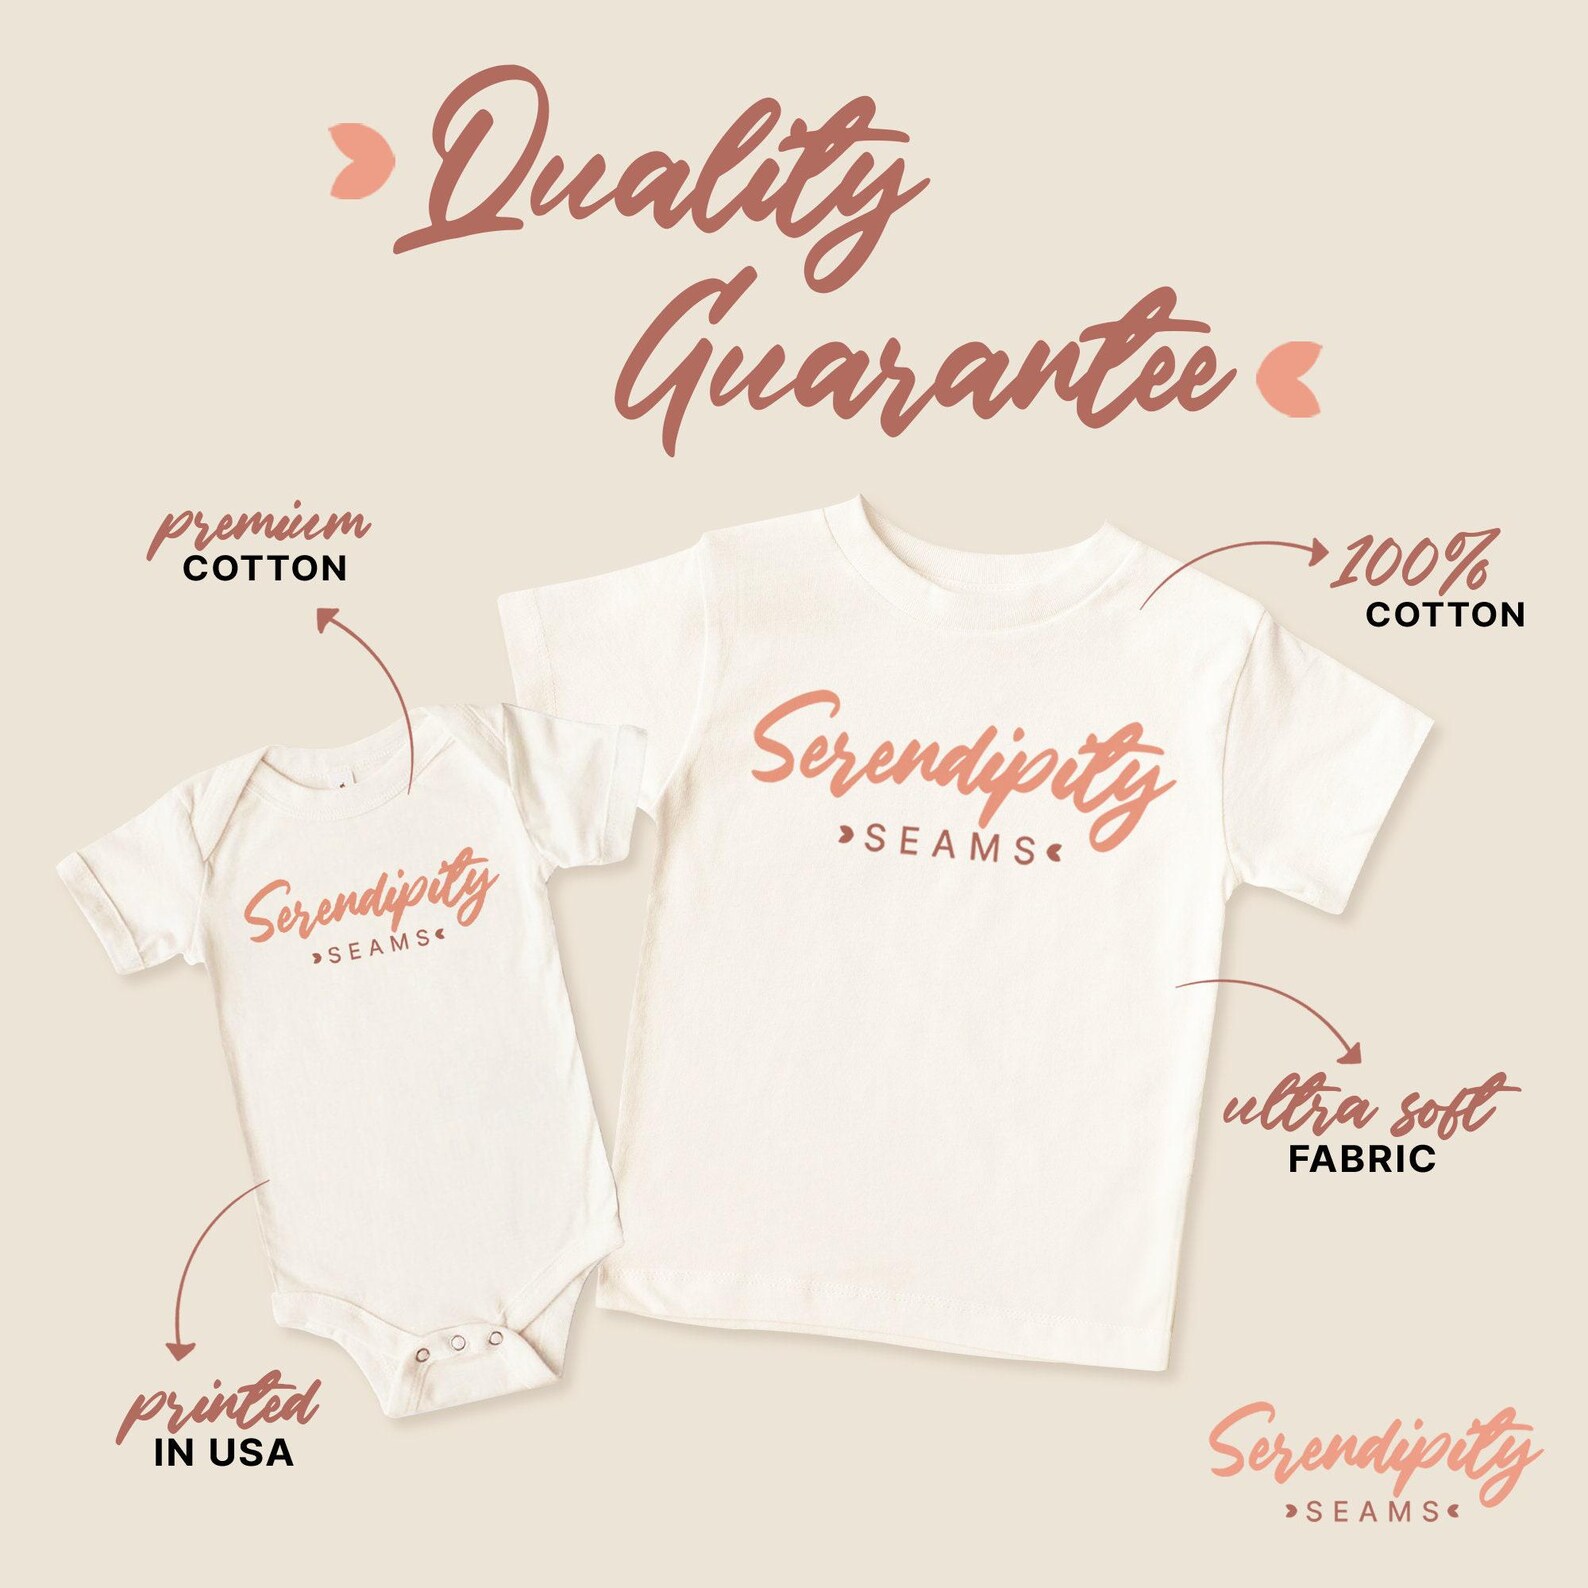 Quality
Guarantee
premium
COTTON
100%
COTTON
Serendipity
SEAMS
Serendipity
SEAMS
ultra soft
FABRIC
printed
IN USA
Serendipity
SEAMS